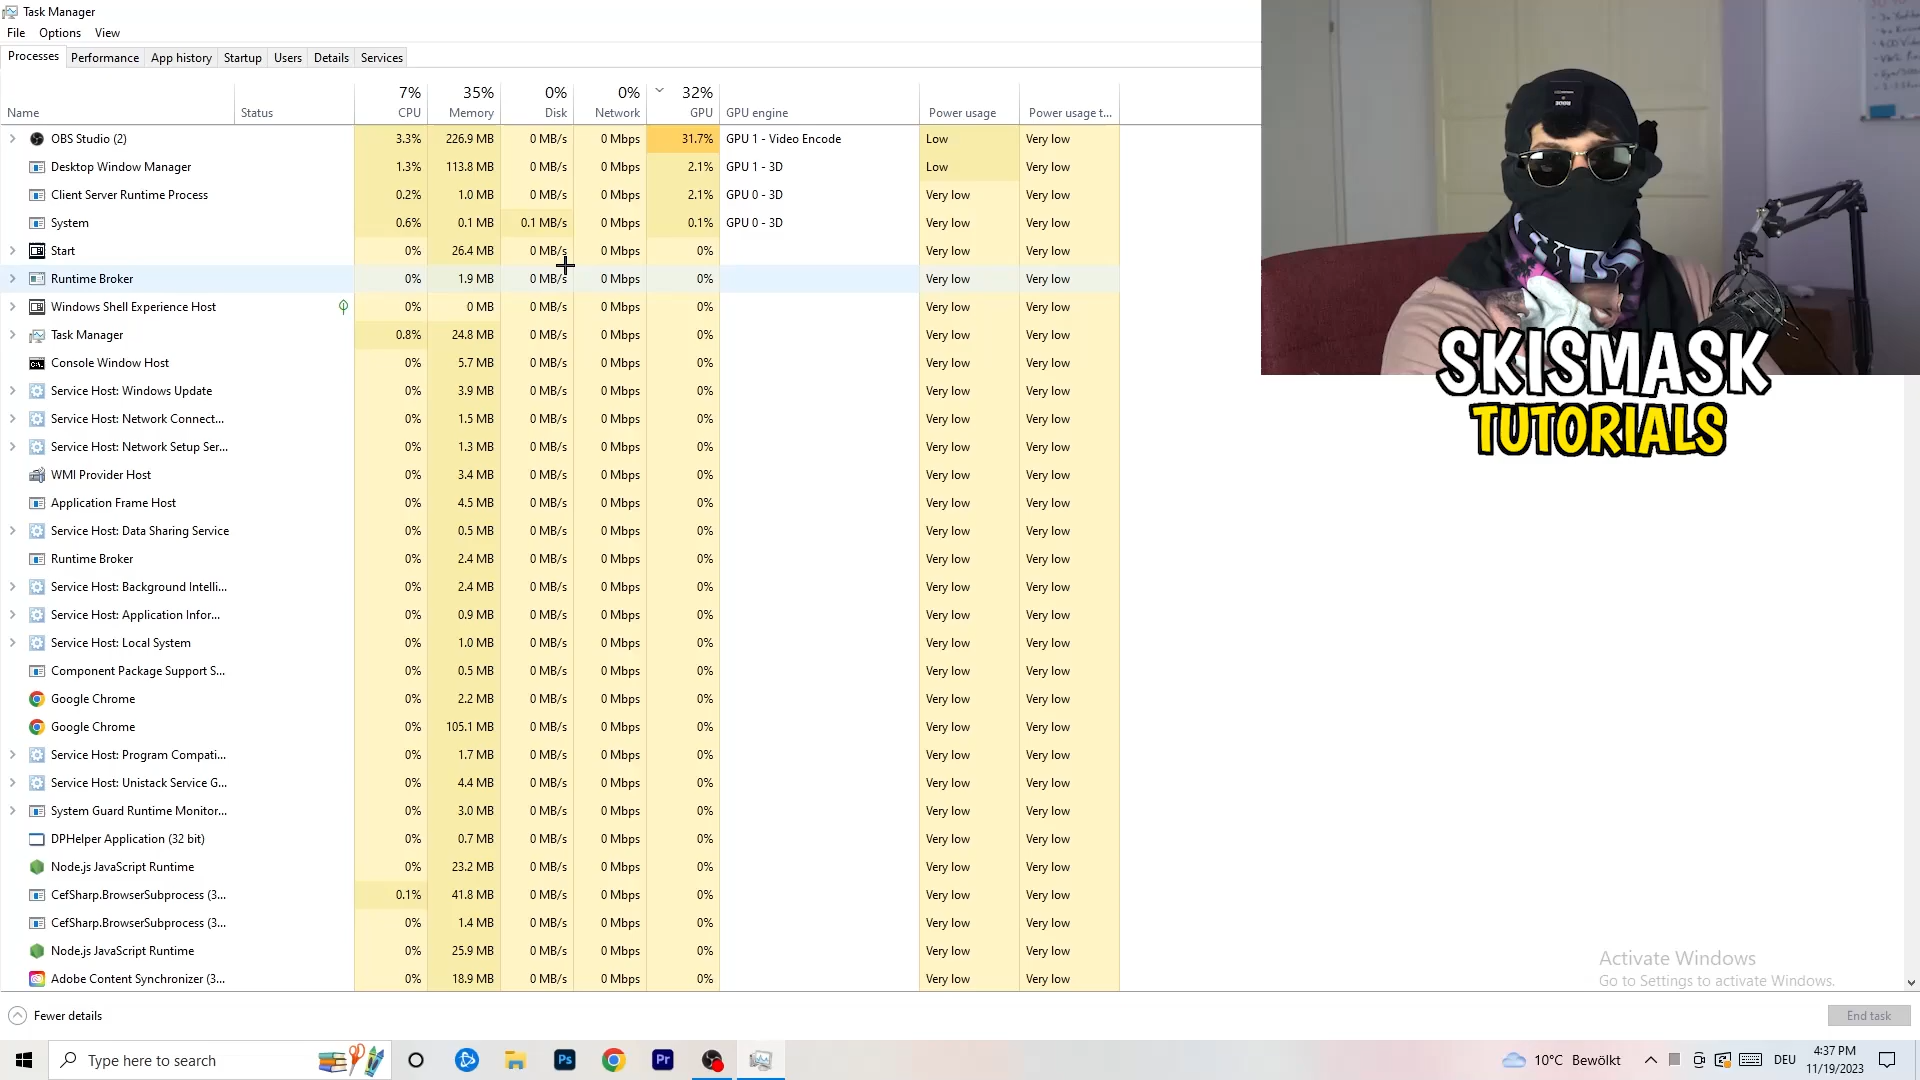 Task Manager
File Options View
Processes Performance App history Startup Users Details Services
7% 35% 0% 0% 32%
Name Status CPU Memory Disk Network GPU GPU engine Power usage Power usage t...
OBS Studio (2) 3.3% 226.9 MB 0 MB/s 0 Mbps 31.7% GPU 1 - Video Encode Low Very low
Desktop Window Manager 1.3% 113.8 MB 0 MB/s 0 Mbps 2.1% GPU 1 - 3D Low Very low
Client Server Runtime Process 0.2% 1.0 MB 0 MB/s 0 Mbps 2.1% GPU 0 - 3D Very low Very low
System 0.6% 0.1 MB 0.1 MB/s 0 Mbps 0.1% GPU 0 - 3D Very low Very low
Start 0% 26.4 MB 0 MB/s 0 Mbps 0% Very low Very low
Runtime Broker 0% 1.9 MB 0 MB/s 0 Mbps 0% Very low Very low
Windows Shell Experience Host 0% 0 MB 0 MB/s 0 Mbps 0% Very low Very low
Task Manager 0.8% 24.8 MB 0 MB/s 0 Mbps 0% Very low Very low
Console Window Host 0% 5.7 MB 0 MB/s 0 Mbps 0% Very low Very low
Service Host: Windows Update 0% 3.9 MB 0 MB/s 0 Mbps 0% Very low Very low
Service Host: Network Connect... 0% 1.5 MB 0 MB/s 0 Mbps 0% Very low Very low
Service Host: Network Setup Ser... 0% 1.3 MB 0 MB/s 0 Mbps 0% Very low Very low
WMI Provider Host 0% 3.4 MB 0 MB/s 0 Mbps 0% Very low Very low
Application Frame Host 0% 4.5 MB 0 MB/s 0 Mbps 0% Very low Very low
Service Host: Data Sharing Service 0% 0.5 MB 0 MB/s 0 Mbps 0% Very low Very low
Runtime Broker 0% 2.4 MB 0 MB/s 0 Mbps 0% Very low Very low
Service Host: Background Intelli... 0% 2.4 MB 0 MB/s 0 Mbps 0% Very low Very low
Service Host: Application Infor... 0% 0.9 MB 0 MB/s 0 Mbps 0% Very low Very low
Service Host: Local System 0% 1.0 MB 0 MB/s 0 Mbps 0% Very low Very low
Component Package Support S... 0% 0.5 MB 0 MB/s 0 Mbps 0% Very low Very low
Google Chrome 0% 2.2 MB 0 MB/s 0 Mbps 0% Very low Very low
Google Chrome 0% 105.1 MB 0 MB/s 0 Mbps 0% Very low Very low
Service Host: Program Compati... 0% 1.7 MB 0 MB/s 0 Mbps 0% Very low Very low
Service Host: Unistack Service G... 0% 4.4 MB 0 MB/s 0 Mbps 0% Very low Very low
System Guard Runtime Monitor... 0% 3.0 MB 0 MB/s 0 Mbps 0% Very low Very low
DPHelper Application (32 bit) 0% 0.7 MB 0 MB/s 0 Mbps 0% Very low Very low
Node.js JavaScript Runtime 0% 23.2 MB 0 MB/s 0 Mbps 0% Very low Very low
CefSharp.BrowserSubprocess (3... 0.1% 41.8 MB 0 MB/s 0 Mbps 0% Very low Very low
CefSharp.BrowserSubprocess (3... 0% 1.4 MB 0 MB/s 0 Mbps 0% Very low Very low
Node.js JavaScript Runtime 0% 25.9 MB 0 MB/s 0 Mbps 0% Very low Very low
Adobe Content Synchronizer (3... 0% 18.9 MB 0 MB/s 0 Mbps 0% Very low Very low
SKISMASK
TUTORIALS
Activate Windows
Go to Settings to activate Windows.
Fewer details End task
Type here to search Ps Pr 10°C Bewölkt DEU 4:37 PM
11/19/2023